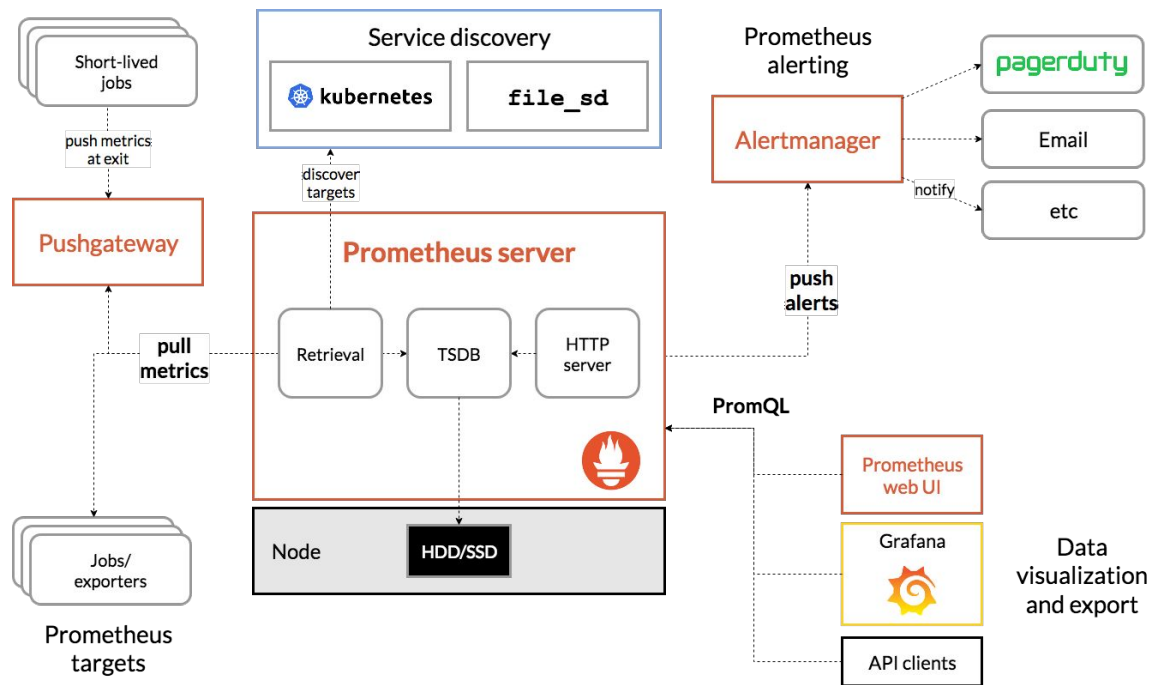 Short-lived
jobs
push metrics
at exit
Pushgateway
pull
metrics
Jobs/
exporters
Prometheus
targets
Service discovery
kubernetes
file_sd
discover
targets
Prometheus server
Retrieval
TSDB
HTTP
server
Node
HDD/SSD
Prometheus
alerting
Alertmanager
pagerduty
Email
notify
etc
push
alerts
PromQL
Prometheus
web UI
Grafana
API clients
Data
visualization
and export